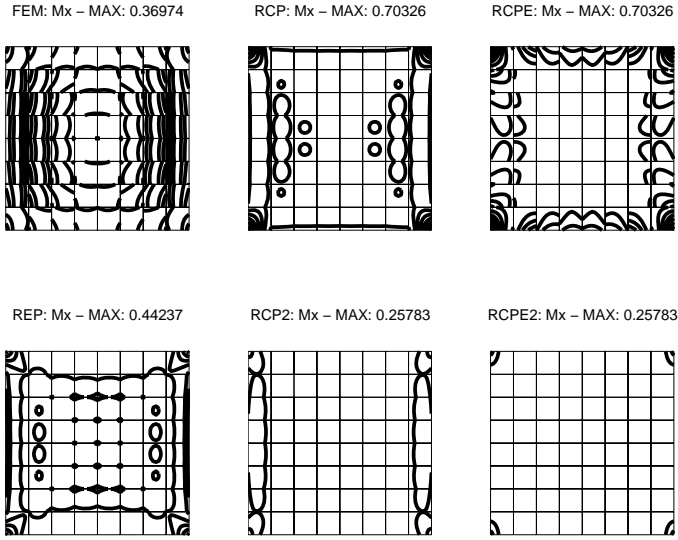 FEM: Mx – MAX: 0.36974
RCP: Mx – MAX: 0.70326
RCPE: Mx – MAX: 0.70326
REP: Mx – MAX: 0.44237
RCP2: Mx – MAX: 0.25783
RCPE2: Mx – MAX: 0.25783